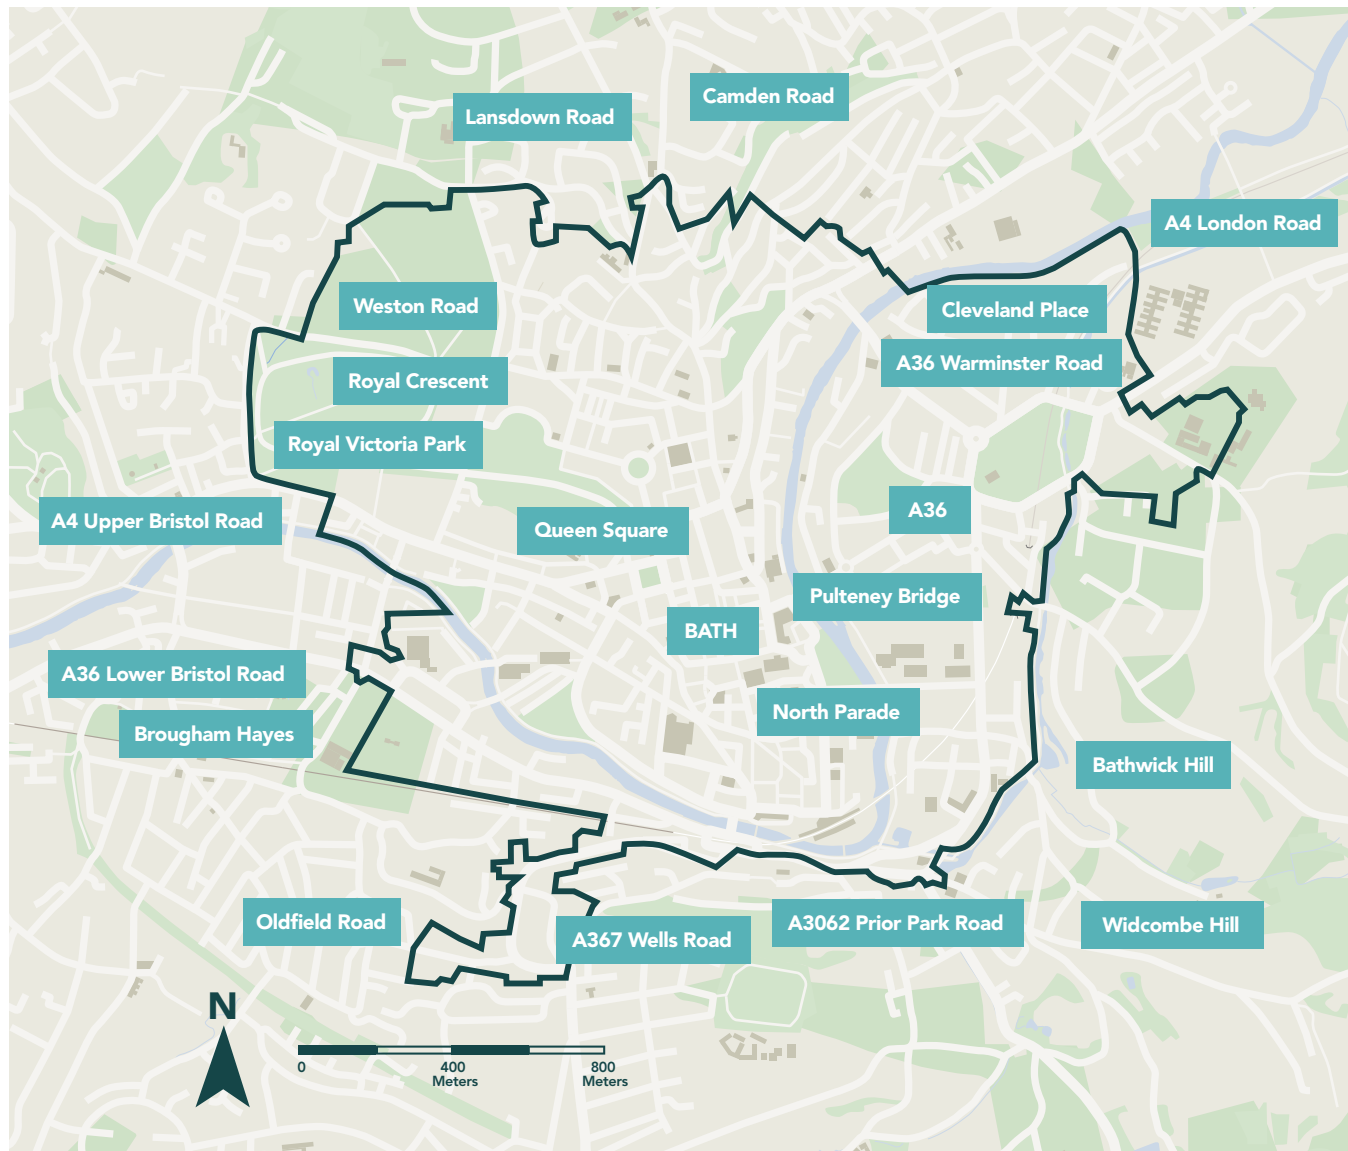 Camden Road
Lansdown Road
A4 London Road
Weston Road
Cleveland Place
A36 Warminster Road
Royal Crescent
Royal Victoria Park
A4 Upper Bristol Road
A36
Queen Square
Pulteney Bridge
BATH
A36 Lower Bristol Road
North Parade
Brougham Hayes
Bathwick Hill
Oldfield Road
A3062 Prior Park Road
Widcombe Hill
A367 Wells Road
N
0
400
Meters
800
Meters